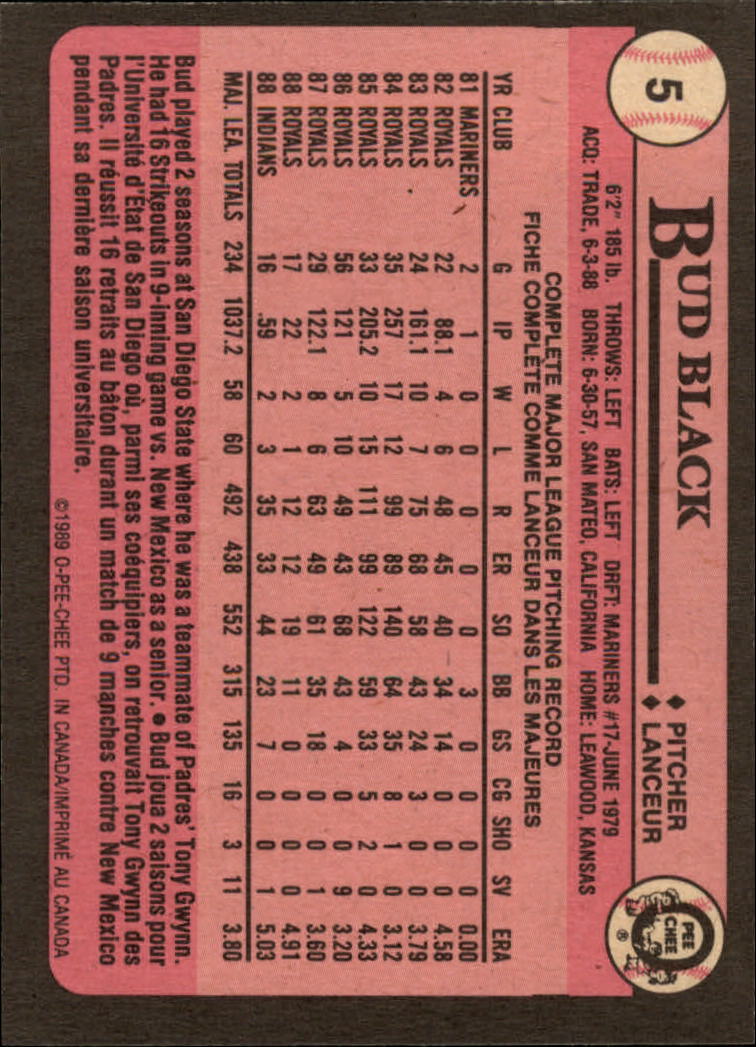 5
BUD BLACK
♦ PITCHER
♦ LANCEUR
O PEE CHEE ®
6'2" 185 lb. THROWS: LEFT BATS: LEFT DRFT: MARINERS #17-JUNE 1979
ACQ: TRADE, 6-3-88 BORN: 6-30-57, SAN MATEO, CALIFORNIA HOME: LEAWOOD, KANSAS
COMPLETE MAJOR LEAGUE PITCHING RECORD
FICHE COMPLÈTE COMME LANCEUR DANS LES MAJEURES
YR CLUB G IP W L R ER SO BB GS CG SHO SV ERA
81 MARINERS 2 1 0 0 0 0 0 3 0 0 0 0 0.00
82 ROYALS 22 88.1 4 6 48 45 40 34 14 0 0 0 4.58
83 ROYALS 24 161.1 10 7 75 68 58 43 24 3 0 0 3.79
84 ROYALS 35 257 17 12 99 89 140 64 35 8 1 0 3.12
85 ROYALS 33 205.2 10 15 111 99 122 59 33 5 2 0 4.33
86 ROYALS 56 121 5 10 49 43 68 43 4 0 0 9 3.20
87 ROYALS 29 122.1 8 6 63 49 61 35 18 0 0 1 3.60
88 ROYALS 17 22 2 1 12 12 19 11 0 0 0 0 4.91
88 INDIANS 16 .59 2 3 35 33 44 23 7 0 0 1 5.03
MAJ. LEA. TOTALS 234 1037.2 58 60 492 438 552 315 135 16 3 11 3.80
Bud played 2 seasons at San Diego State where he was a teammate of Padres' Tony Gwynn.
He had 16 Strikeouts in 9-inning game vs. New Mexico as a senior. ● Bud joua 2 saisons pour
l'Université d'État de San Diego où, parmi ses coéquipiers, on retrouvait Tony Gwynn des
Padres. Il réussit 16 retraits au bâton durant un match de 9 manches contre New Mexico
pendant sa dernière saison universitaire.
©1989 O-PEE-CHEE PTD. IN CANADA/IMPRIMÉ AU CANADA